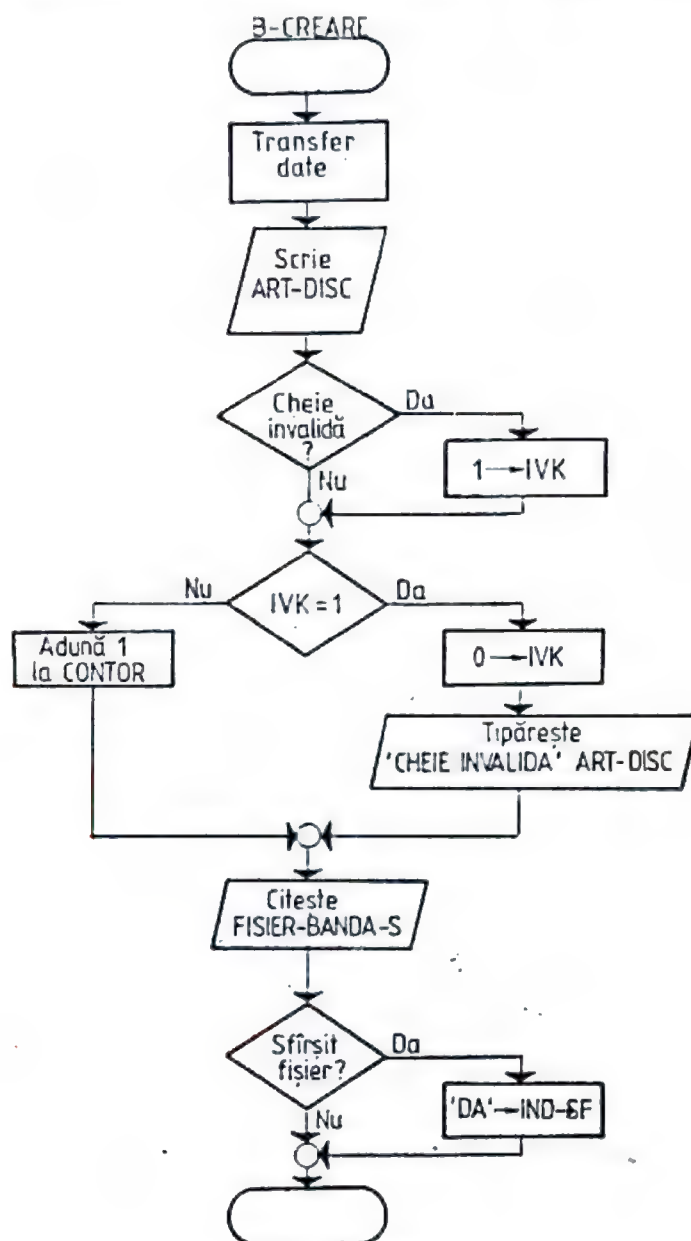 B-CREARE
Transfer
date
Scrie
ART-DISC
Cheie
invalidă
?
Da
1→IVK
Nu
Nu
IVK = 1
Da
Adună 1
la CONTOR
0→IVK
Tipărește
'CHEIE INVALIDA' ART-DISC
Citeste
FISIER-BANDA-S
Sfîrșit
fișier?
Da
'DA'→IND-SF
Nu